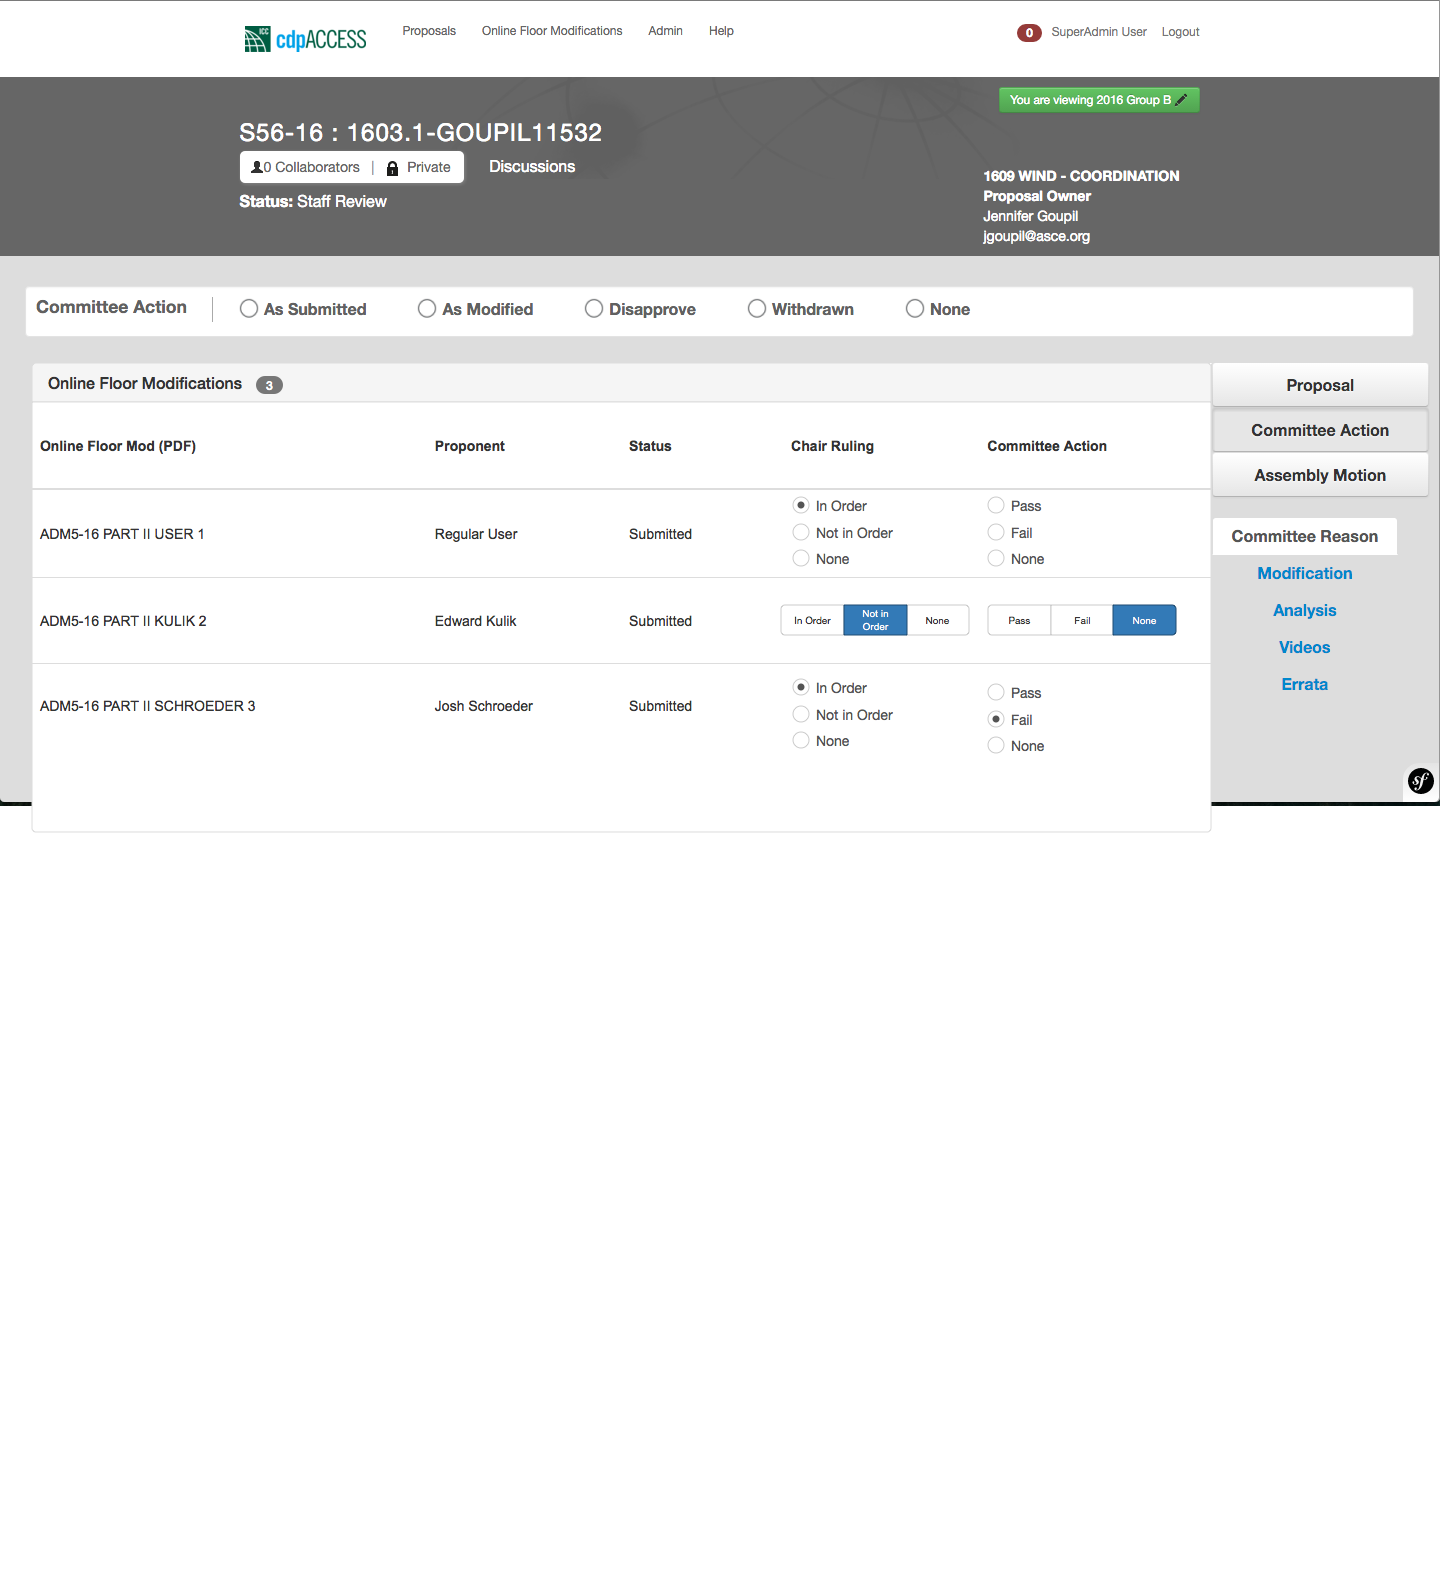 ICC cdpACCESS Proposals Online Floor Modifications Admin Help 0 SuperAdmin User Logout
You are viewing 2016 Group B
S56-16 : 1603.1-GOUPIL11532
0 Collaborators | Private Discussions
Status: Staff Review
1609 WIND - COORDINATION
Proposal Owner
Jennifer Goupil
jgoupil@asce.org
Committee Action As Submitted As Modified Disapprove Withdrawn None
Online Floor Modifications 3
Online Floor Mod (PDF) Proponent Status Chair Ruling Committee Action
ADM5-16 PART II USER 1 Regular User Submitted
In Order
Not in Order
None
Pass
Fail
None
ADM5-16 PART II KULIK 2 Edward Kulik Submitted
In Order
Not in
Order
None
Pass
Fail
None
ADM5-16 PART II SCHROEDER 3 Josh Schroeder Submitted
In Order
Not in Order
None
Pass
Fail
None
Proposal
Committee Action
Assembly Motion
Committee Reason
Modification
Analysis
Videos
Errata
sf